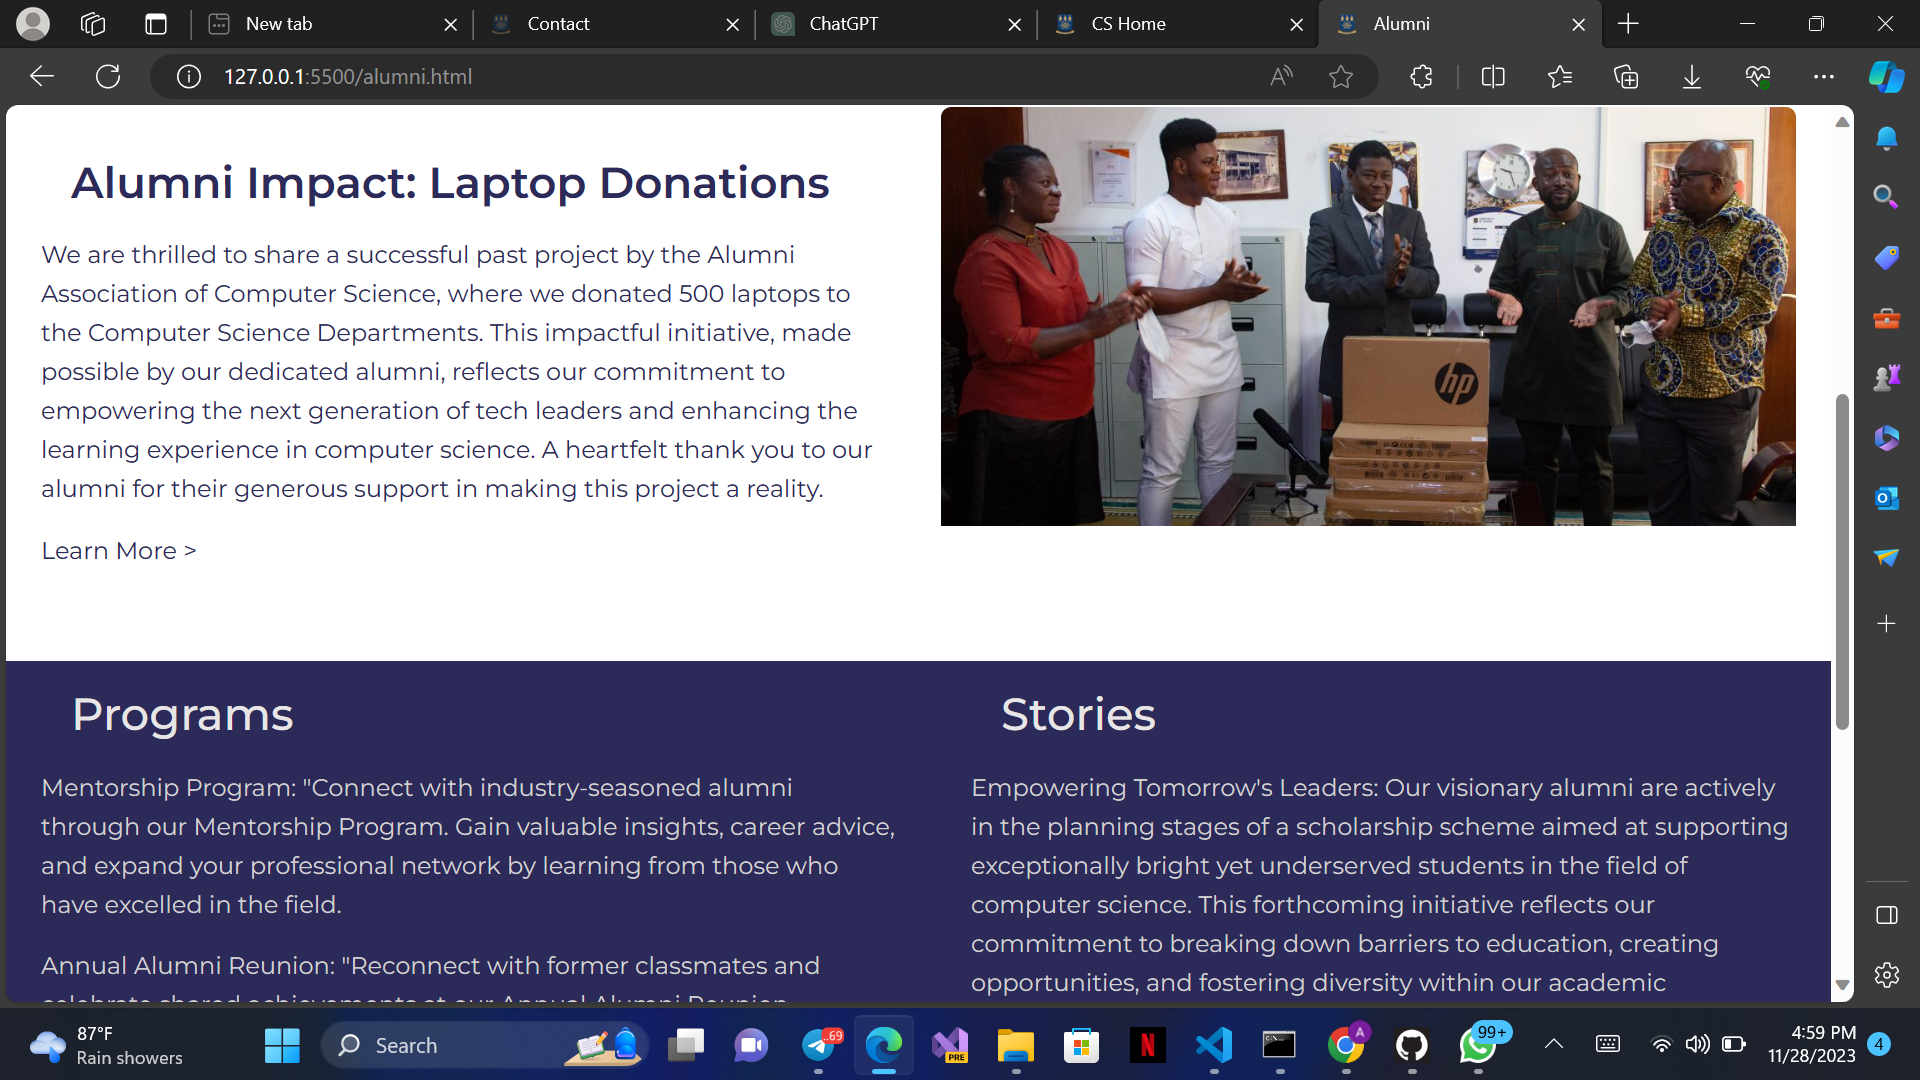 New tab
Contact
ChatGPT
CS Home
Alumni
127.0.0.1:5500/alumni.html
Alumni Impact: Laptop Donations
We are thrilled to share a successful past project by the Alumni
Association of Computer Science, where we donated 500 laptops to
the Computer Science Departments. This impactful initiative, made
possible by our dedicated alumni, reflects our commitment to
empowering the next generation of tech leaders and enhancing the
learning experience in computer science. A heartfelt thank you to our
alumni for their generous support in making this project a reality.
Learn More >
hp
Programs
Mentorship Program: "Connect with industry-seasoned alumni
through our Mentorship Program. Gain valuable insights, career advice,
and expand your professional network by learning from those who
have excelled in the field.
Annual Alumni Reunion: "Reconnect with former classmates and
celebrate shared achievements at our Annual Alumni Reunion
Stories
Empowering Tomorrow's Leaders: Our visionary alumni are actively
in the planning stages of a scholarship scheme aimed at supporting
exceptionally bright yet underserved students in the field of
computer science. This forthcoming initiative reflects our
commitment to breaking down barriers to education, creating
opportunities, and fostering diversity within our academic
87°F
Rain showers
Search
..69
PRE
N
A
99+
4:59 PM
11/28/2023
4